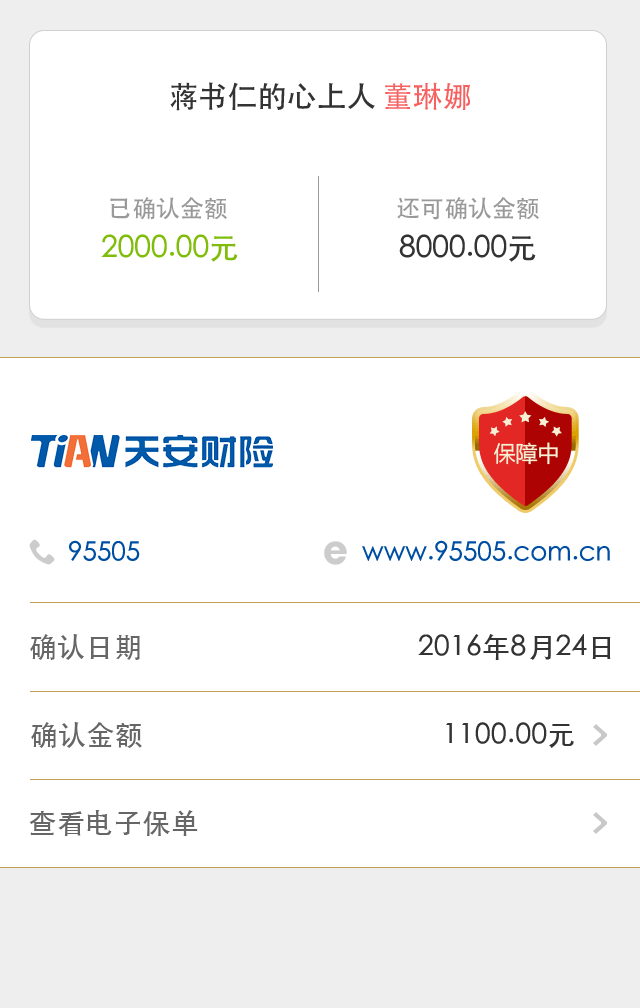 蒋书仁的心上人 董琳娜
已确认金额 还可确认金额
2000.00元 8000.00元
TiAN 天安财险
保障中
95505 www.95505.com.cn
确认日期 2016年8月24日
确认金额 1100.00元
查看电子保单